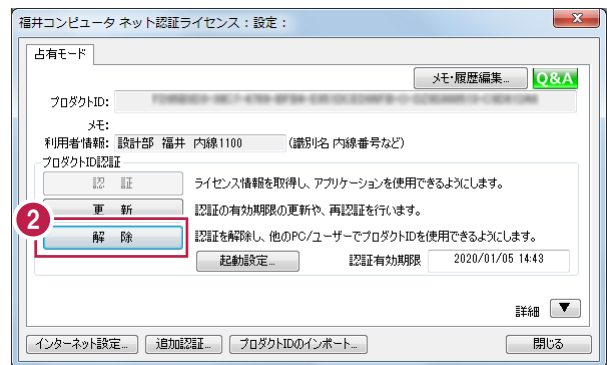 福井コンピュータ ネット認証ライセンス：設定：
占有モード
メモ・履歴編集... Q&A
プロダクトID:
メモ:
利用者情報: 設計部 福井 内線1100 (識別名 内線番号など)
プロダクトID認証
認 証 ライセンス情報を取得し、アプリケーションを使用できるようにします。
更 新 認証の有効期限の更新や、再認証を行います。
2
解 除 認証を解除し、他のPC/ユーザーでプロダクトIDを使用できるようにします。
起動設定... 認証有効期限 2020/01/05 14:43
詳細 ▼
インターネット設定... 追加認証... プロダクトIDのインポート... 閉じる